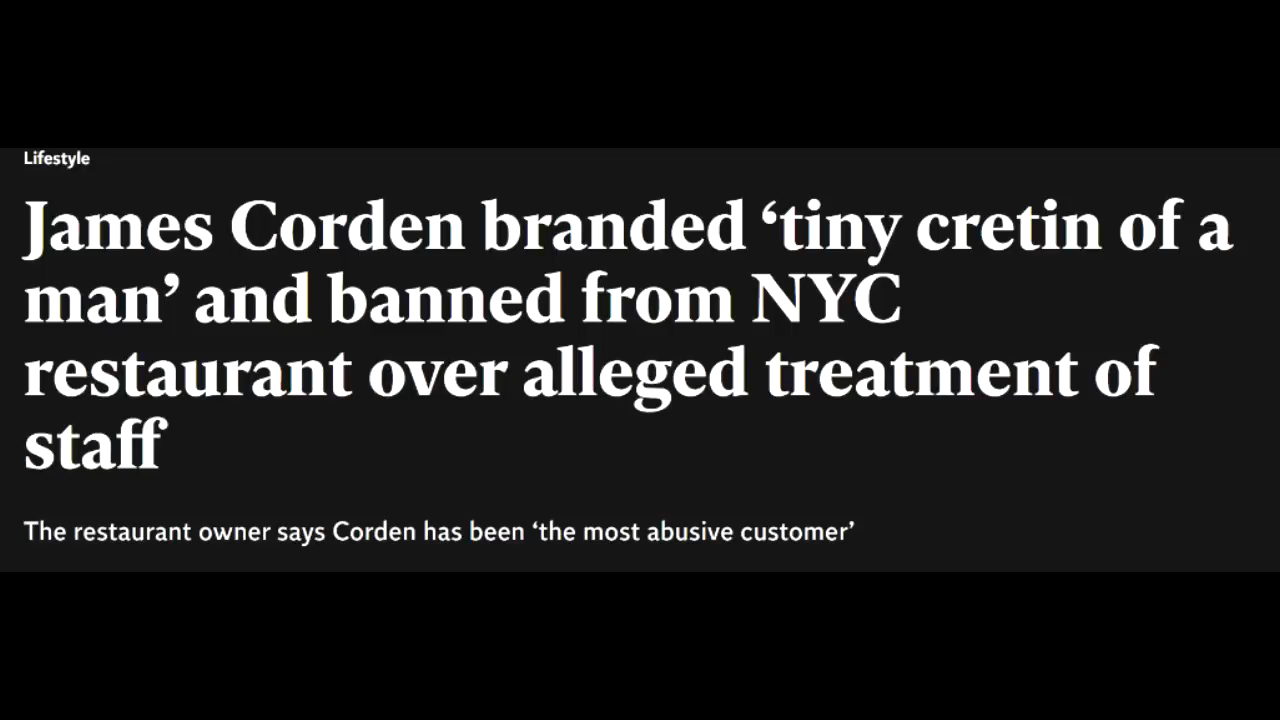 Lifestyle
James Corden branded ‘tiny cretin of a
man’ and banned from NYC
restaurant over alleged treatment of
staff
The restaurant owner says Corden has been ‘the most abusive customer’